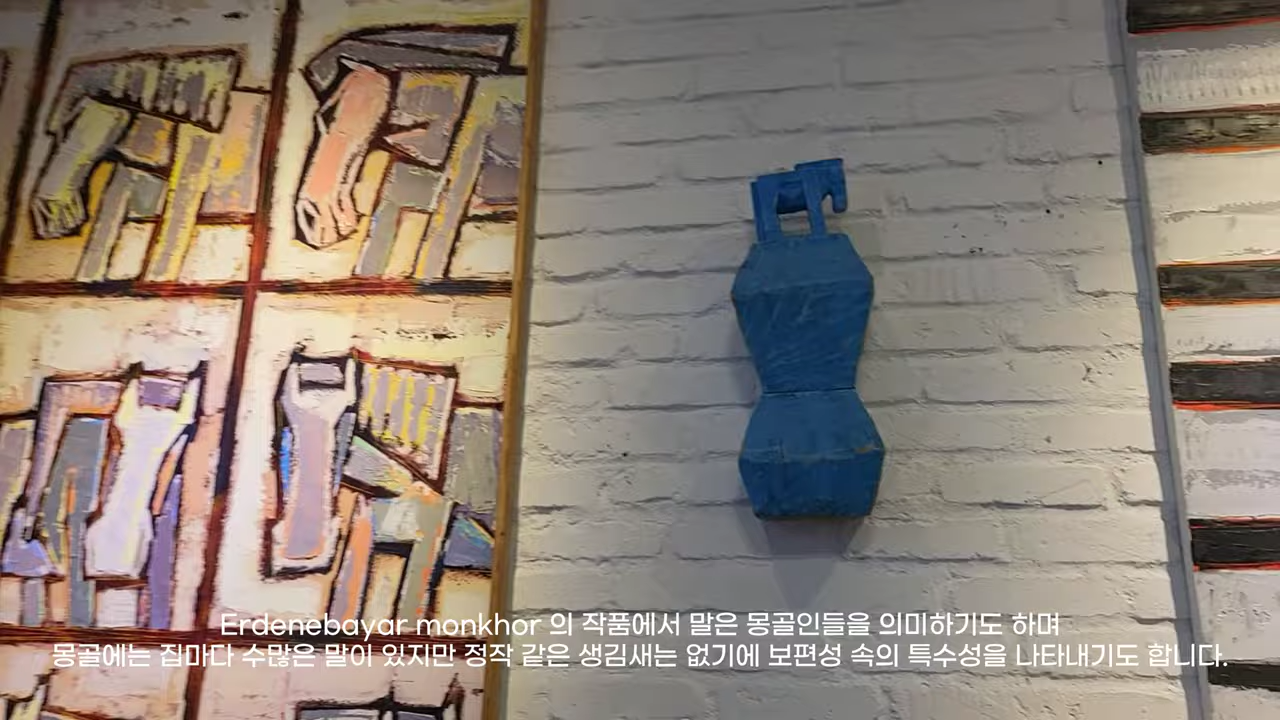 Erdenebayar monkhor 의 작품에서 말은 몽골인들을 의미하기도 하며
몽골에는 집마다 수많은 말이 있지만 정작 같은 생김새는 없기에 보편성 속의 특수성을 나타내기도 합니다.